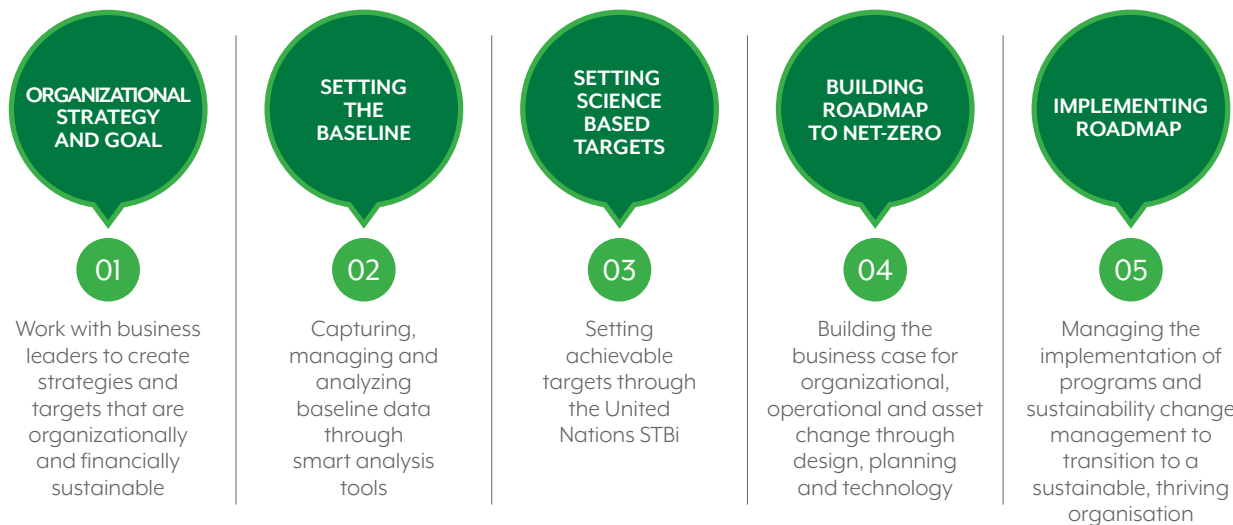 ORGANIZATIONAL
STRATEGY
AND GOAL
01
Work with business
leaders to create
strategies and
targets that are
organizationally
and financially
sustainable
SETTING
THE
BASELINE
02
Capturing,
managing and
analyzing
baseline data
through
smart analysis
tools
SETTING
SCIENCE
BASED
TARGETS
03
Setting
achievable
targets through
the United
Nations STBi
BUILDING
ROADMAP
TO NET-ZERO
04
Building the
business case for
organizational,
operational and asset
change through
design, planning
and technology
IMPLEMENTING
ROADMAP
05
Managing the
implementation of
programs and
sustainability change
management to
transition to a
sustainable, thriving
organisation